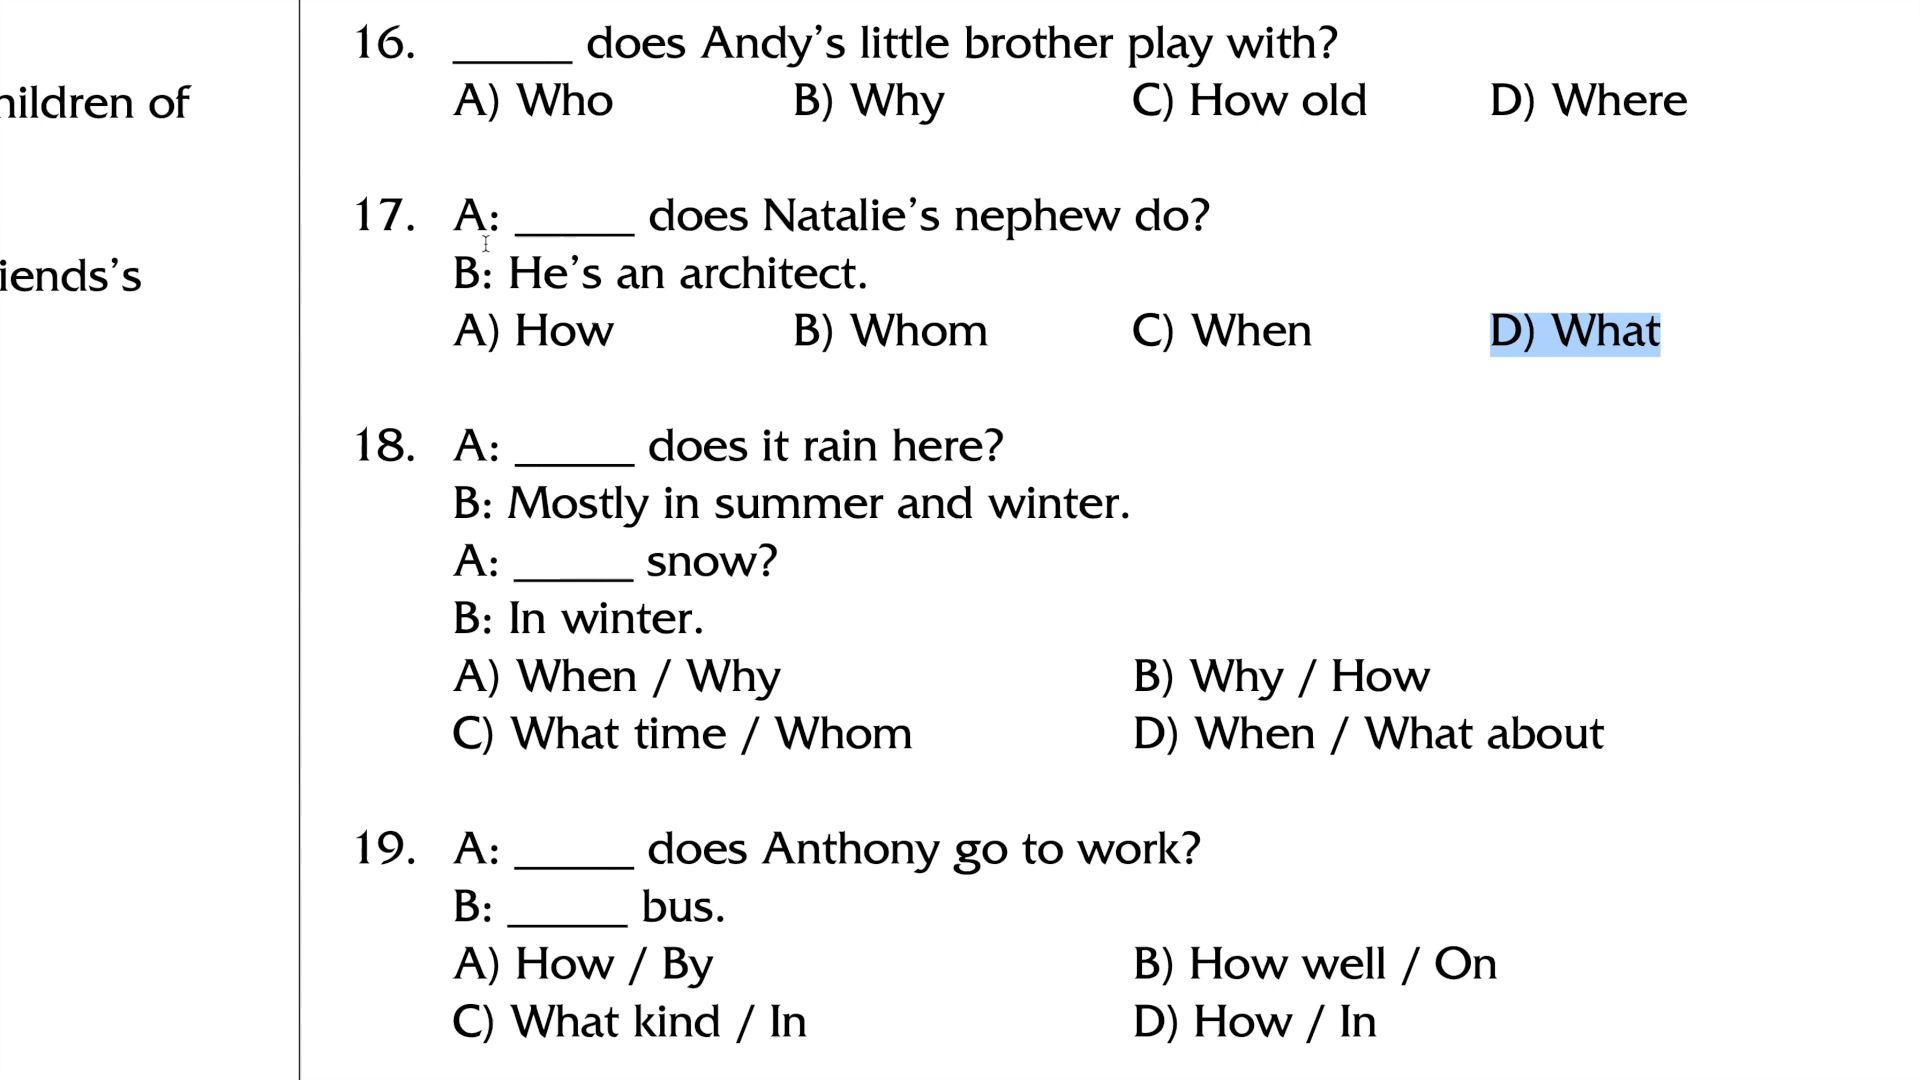 hildren of
iends's
16. _____ does Andy’s little brother play with?
A) Who B) Why C) How old D) Where
17. A: _____ does Natalie’s nephew do?
B: He’s an architect.
A) How B) Whom C) When D) What
18. A: _____ does it rain here?
B: Mostly in summer and winter.
A: _____ snow?
B: In winter.
A) When / Why B) Why / How
C) What time / Whom D) When / What about
19. A: _____ does Anthony go to work?
B: _____ bus.
A) How / By B) How well / On
C) What kind / In D) How / In